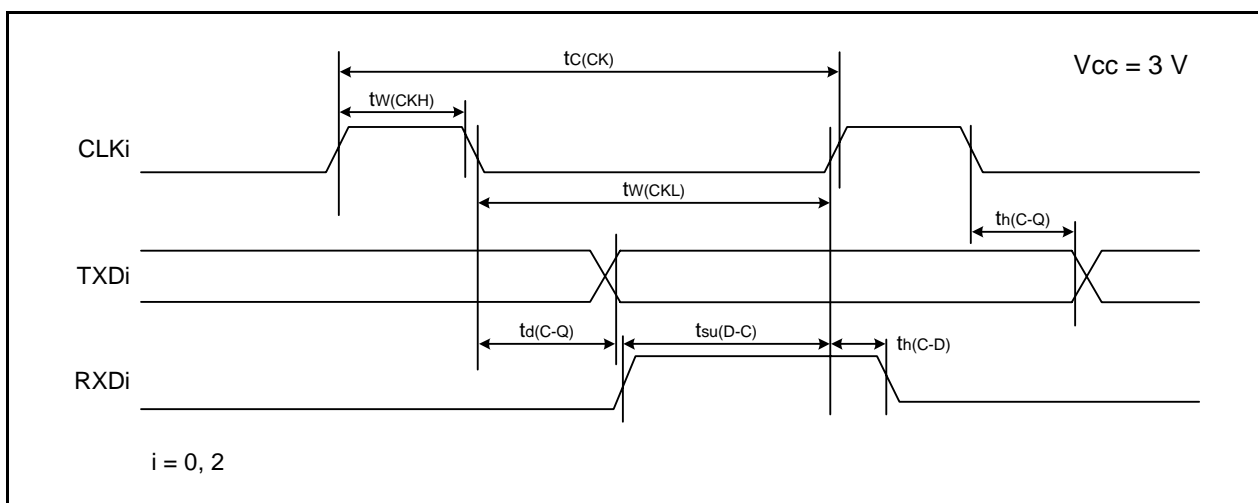 tC(CK)
Vcc = 3 V
tW(CKH)
CLKi
tW(CKL)
th(C-Q)
TXDi
td(C-Q)
tsu(D-C)
th(C-D)
RXDi
i = 0, 2